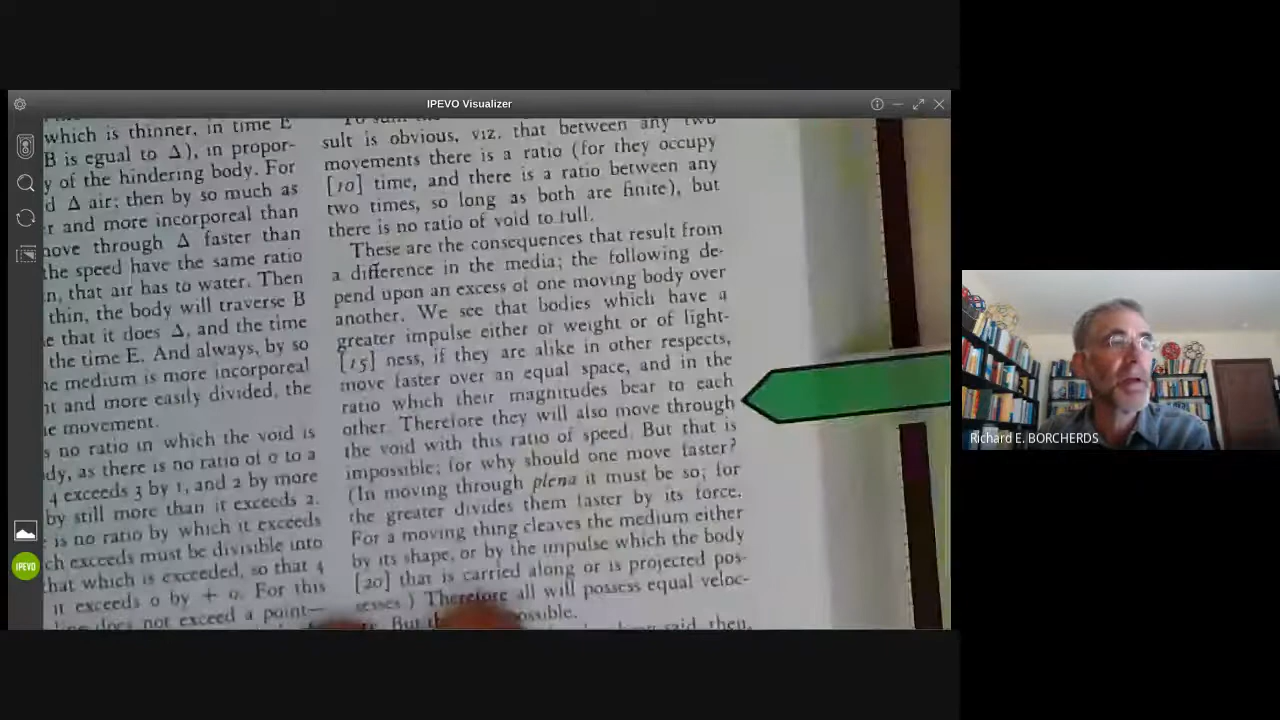 IPEVO Visualizer
which is thinner, in time E
B is egual to Δ), in propor-
y of the hindering body. For
d Δ air; then by so much as
r and more incorporeal than
ove through Δ faster than
the speed have the same ratio
n, that air has to water. Then
thin, the body will traverse B
e that it does Δ, and the time
the time E. And always, by so
e medium is more incorporeal
nt and more easily divided, the
e movement.
s no ratio in which the void is
dy, as there is no ratio of 0 to a
4 exceeds 3 by 1, and 2 by more
by still more than it exceeds 2.
is no ratio by which it exceeds
ch exceeds must be divisible into
that which is exceeded, so that 4
it exceeds 0 by + 0. For this
line does not exceed a point—
To sum
sult is obvious, viz. that between any two
movements there is a ratio (for they occupy
[10] time, and there is a ratio between any
two times, so long as both are finite), but
there is no ratio of void to full.
These are the consequences that result from
a difference in the media; the following de-
pend upon an excess of one moving body over
another. We see that bodies which have a
greater impulse either of weight or of light-
[15] ness, if they are alike in other respects,
move faster over an equal space, and in the
ratio which their magnitudes bear to each
other. Therefore they will also move through
the void with this ratio of speed. But that is
impossible; for why should one move faster?
(In moving through plena it must be so; for
the greater divides them faster by its force.
For a moving thing cleaves the medium either
by its shape, or by the impulse which the body
[20] that is carried along or is projected pos-
sesses.) Therefore all will possess equal veloc-
But ossible.
said then,
IPEVO
Richard E. BORCHERDS